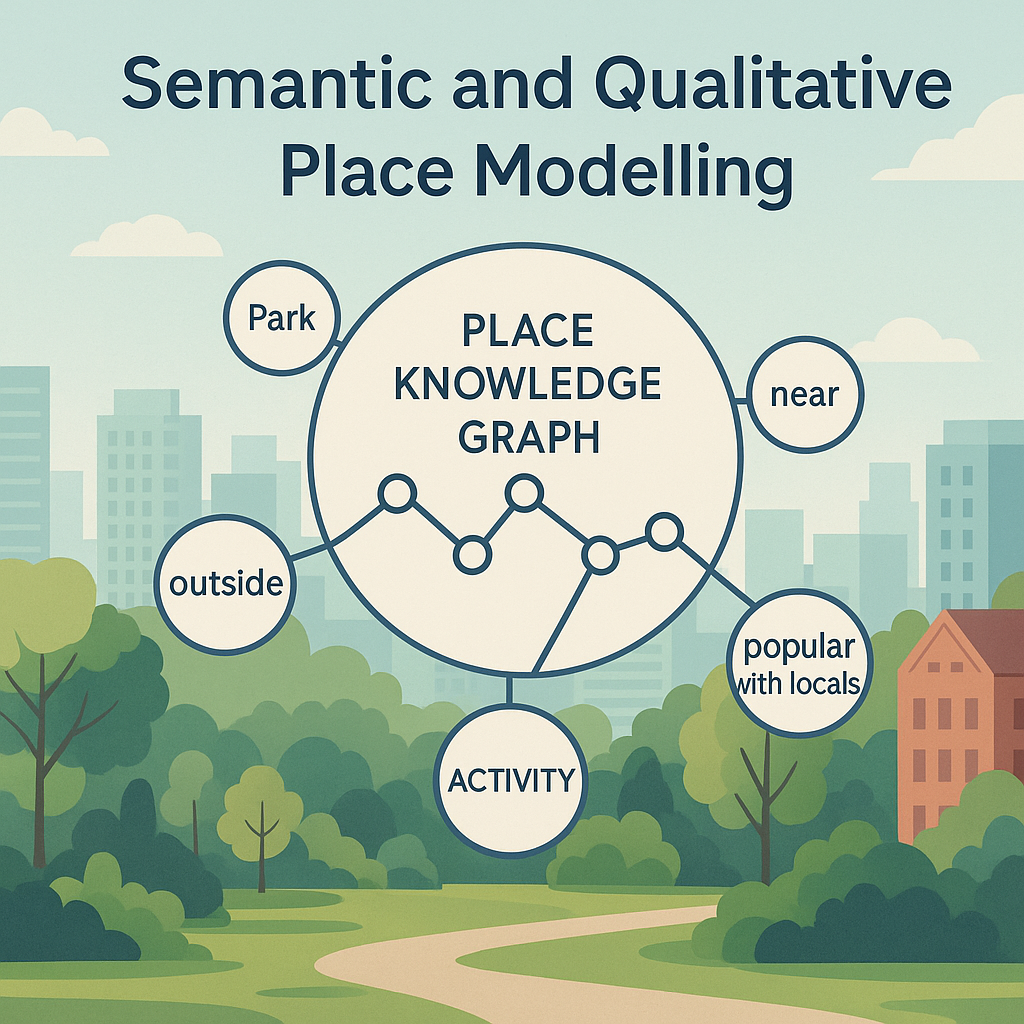 Semantic and Qualitative
Place Modelling
Park
PLACE
KNOWLEDGE
GRAPH
near
outside
popular
with locals
ACTIVITY